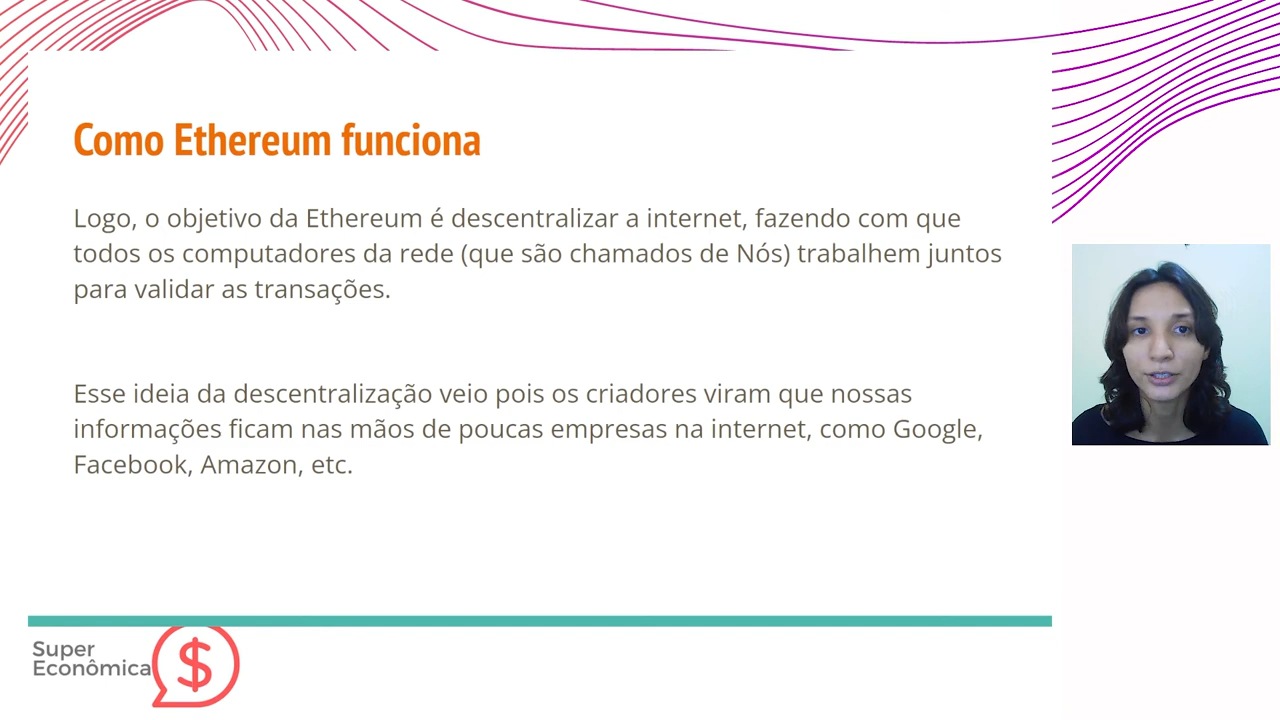 Como Ethereum funciona
Logo, o objetivo da Ethereum é descentralizar a internet, fazendo com que
todos os computadores da rede (que são chamados de Nós) trabalhem juntos
para validar as transações.
Esse ideia da descentralização veio pois os criadores viram que nossas
informações ficam nas mãos de poucas empresas na internet, como Google,
Facebook, Amazon, etc.
Super
Econômica
$